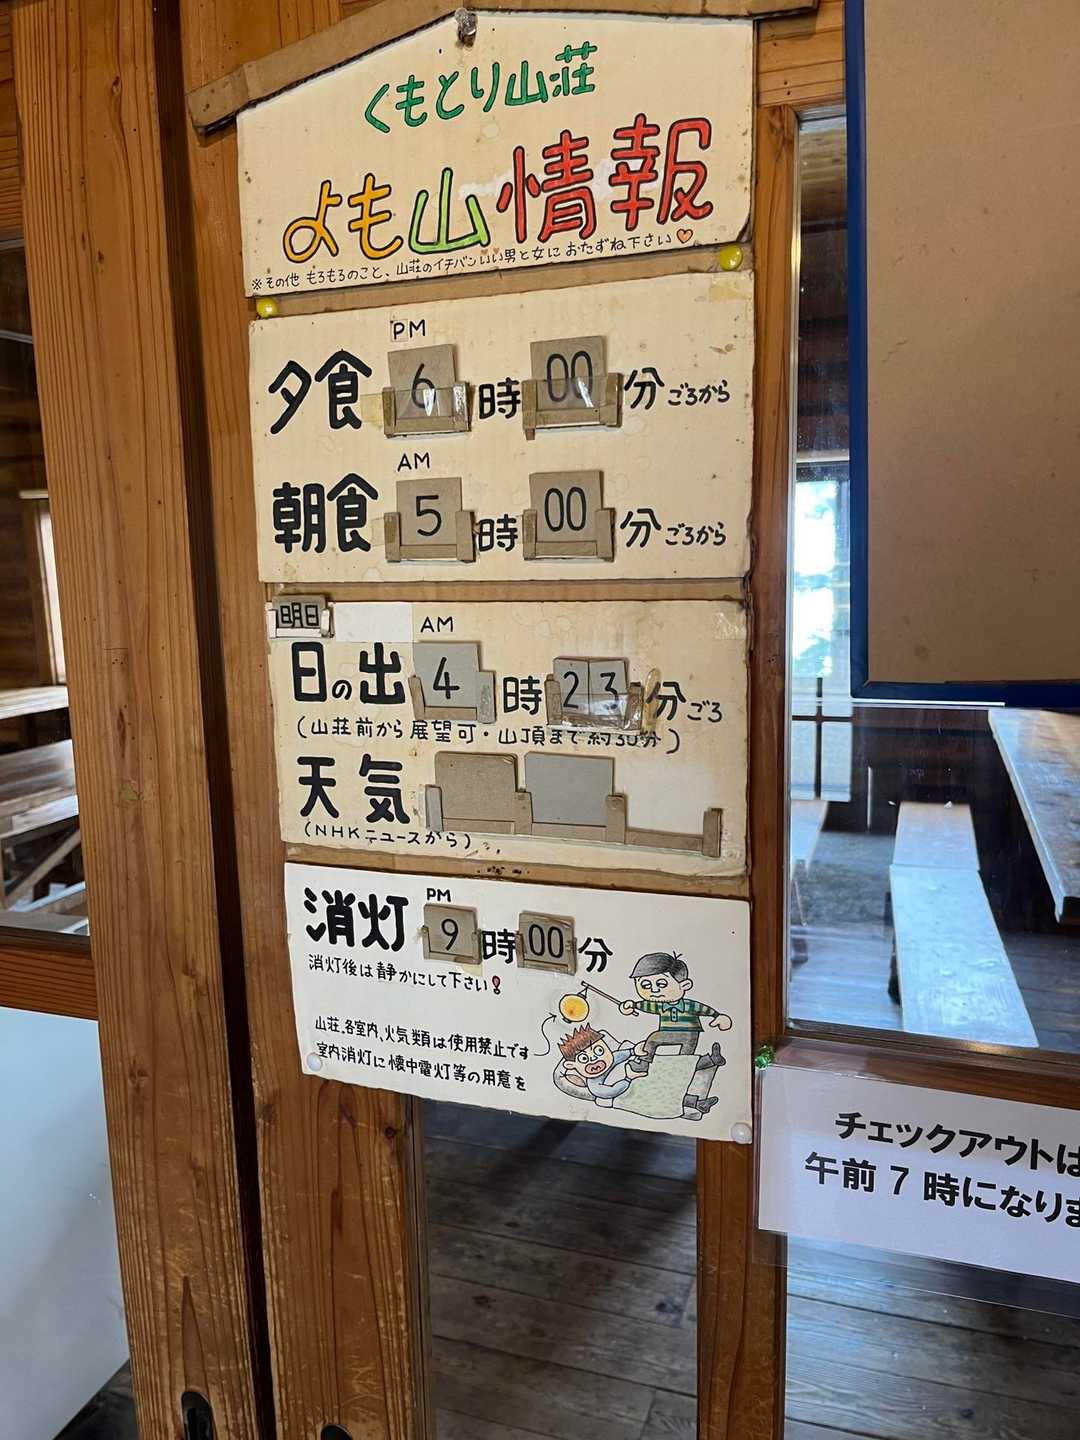 くもとり山荘
よも山情報
※その他 もろもろのこと、山荘のイチバンいい男と女に おたずね下さい♡
PM
夕食 6時00分ごろから
AM
朝食 5時00分ごろから
明日
AM
日の出 4時23分ごろ
(山荘前から展望可・山頂まで約30分)
天気
(NHKニュースから)
PM
消灯 9時00分
消灯後は静かにして下さい!
山荘、各室内、火気類は使用禁止です
室内消灯に懐中電灯等の用意を
チェックアウトは
午前 7 時になりま